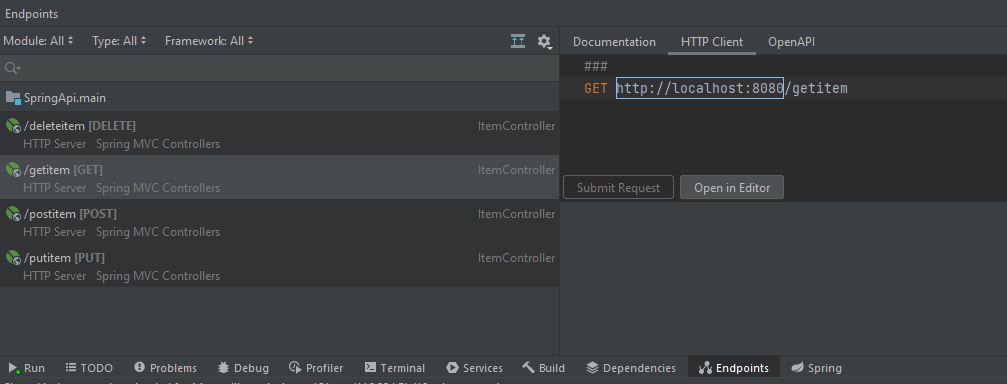 Endpoints
Module: All Type: All Framework: All
Documentation HTTP Client OpenAPI
SpringApi.main
/deleteitem [DELETE] ItemController
HTTP Server Spring MVC Controllers
/getitem [GET] ItemController
HTTP Server Spring MVC Controllers
/postitem [POST] ItemController
HTTP Server Spring MVC Controllers
/putitem [PUT] ItemController
HTTP Server Spring MVC Controllers
###
GET http://localhost:8080/getitem
Submit Request Open in Editor
Run TODO Problems Debug Profiler Terminal Services Build Dependencies Endpoints Spring